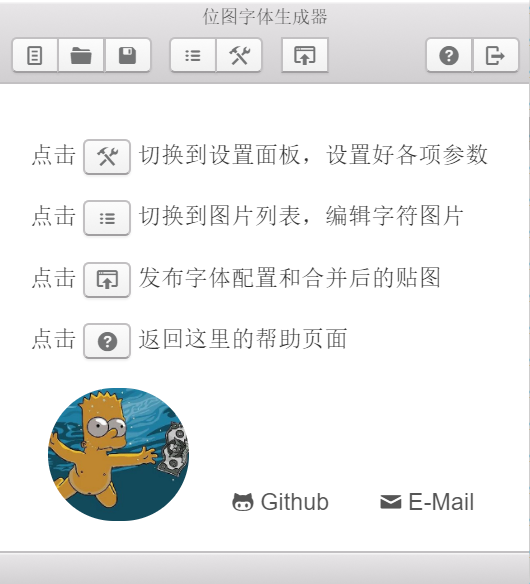 位图字体生成器
点击 切换到设置面板，设置好各项参数
点击 切换到图片列表，编辑字符图片
点击 发布字体配置和合并后的贴图
点击 返回这里的帮助页面
Github E-Mail